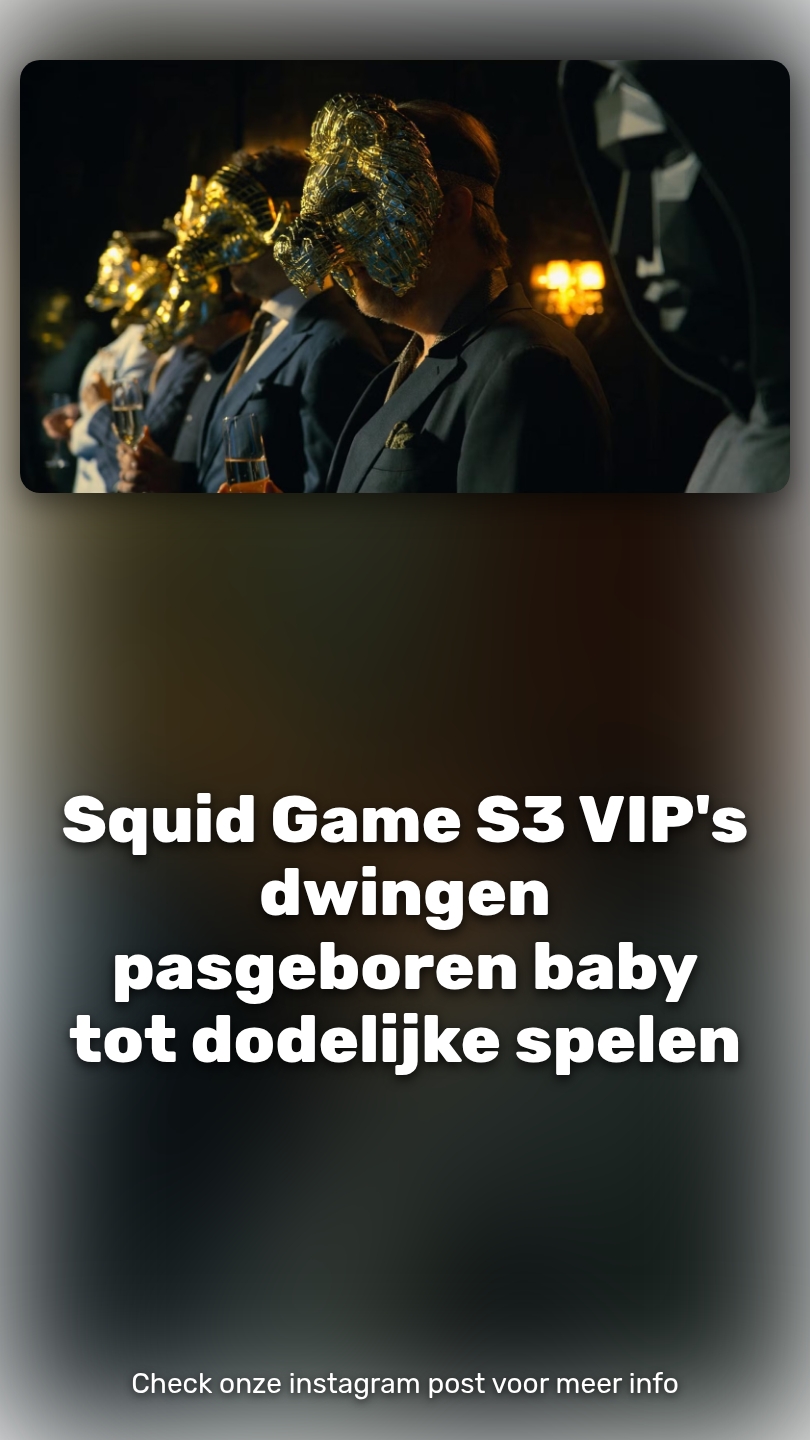 Squid Game S3 VIP's
dwingen
pasgeboren baby
tot dodelijke spelen
Check onze instagram post voor meer info